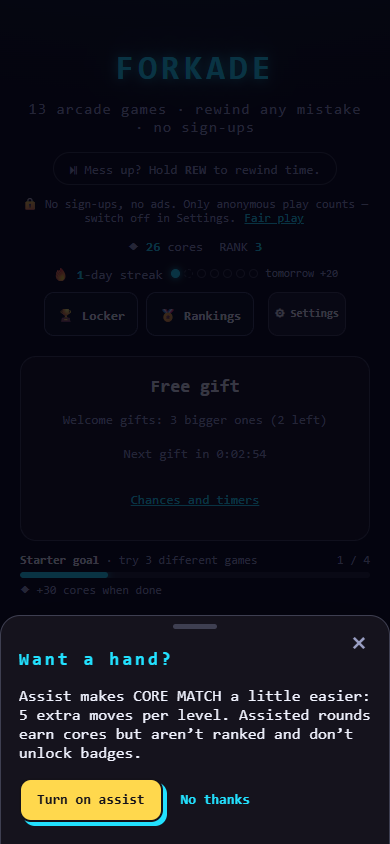 FORKADE
13 arcade games · rewind any mistake
· no sign-ups
Mess up? Hold REW to rewind time.
No sign-ups, no ads. Only anonymous play counts —
switch off in Settings. Fair play
26 cores RANK 3
1-day streak tomorrow +20
Locker Rankings Settings
Free gift
Welcome gifts: 3 bigger ones (2 left)
Next gift in 0:02:54
Chances and timers
Starter goal · try 3 different games 1 / 4
+30 cores when done
Want a hand?
Assist makes CORE MATCH a little easier:
5 extra moves per level. Assisted rounds
earn cores but aren’t ranked and don’t
unlock badges.
Turn on assist No thanks